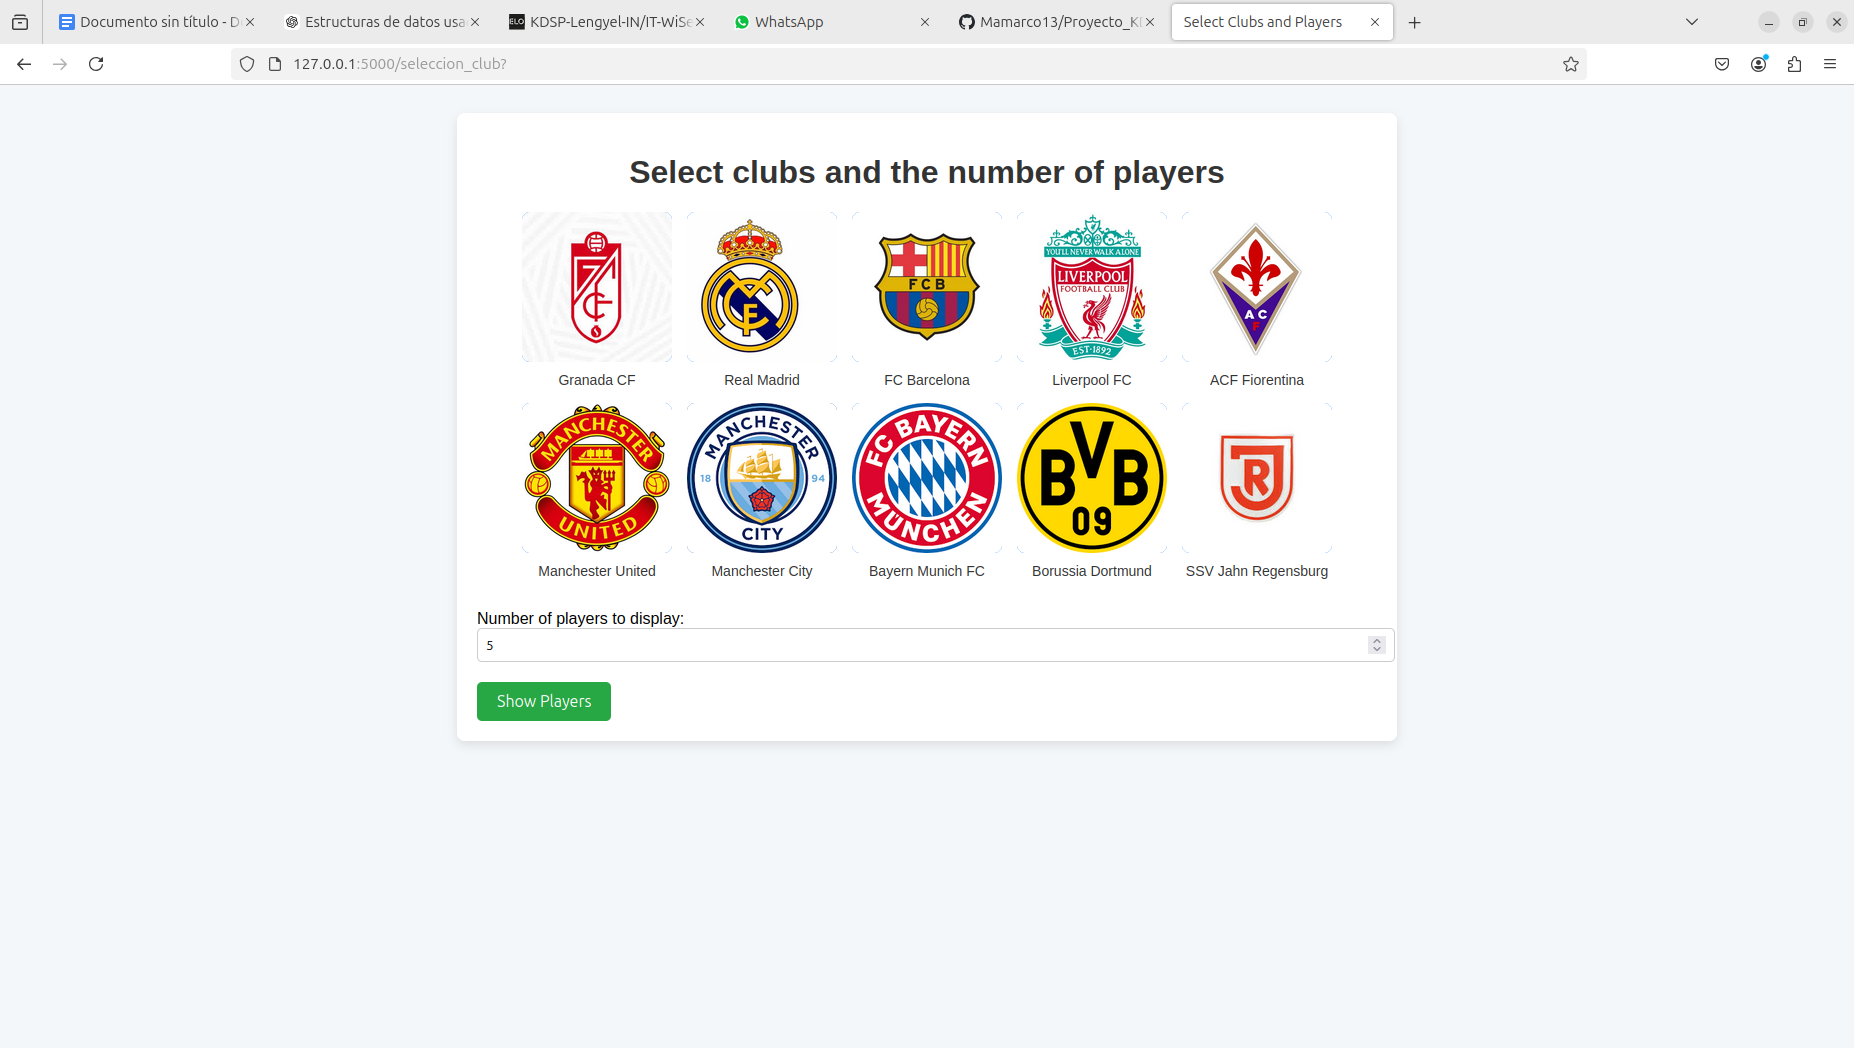 Documento sin título - D
Estructuras de datos usa
KDSP-Lengyel-IN/IT-WiSe
WhatsApp
Mamarco13/Proyecto_KD
Select Clubs and Players
127.0.0.1:5000/seleccion_club?
Select clubs and the number of players
FCB
YOU'LL NEVER WALK ALONE
LIVERPOOL
FOOTBALL CLUB
EST·1892
AC
F
Granada CF
Real Madrid
FC Barcelona
Liverpool FC
ACF Fiorentina
MANCHESTER
UNITED
MANCHESTER
18 94
CITY
FC BAYERN
MÜNCHEN
BVB
09
JR
Manchester United
Manchester City
Bayern Munich FC
Borussia Dortmund
SSV Jahn Regensburg
Number of players to display:
5
Show Players